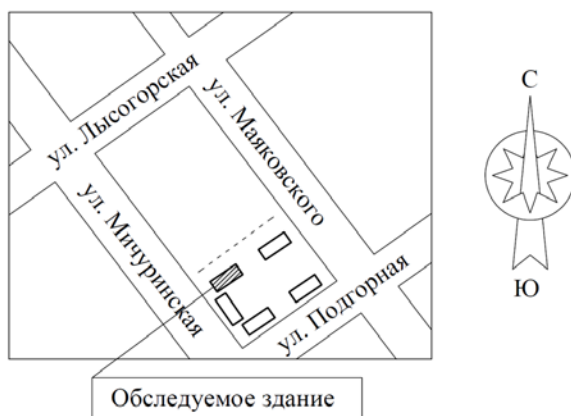 ул. Лысогорская
ул. Маяковского
С
ул. Мичуринская
ул. Подгорная
Ю
Обследуемое здание